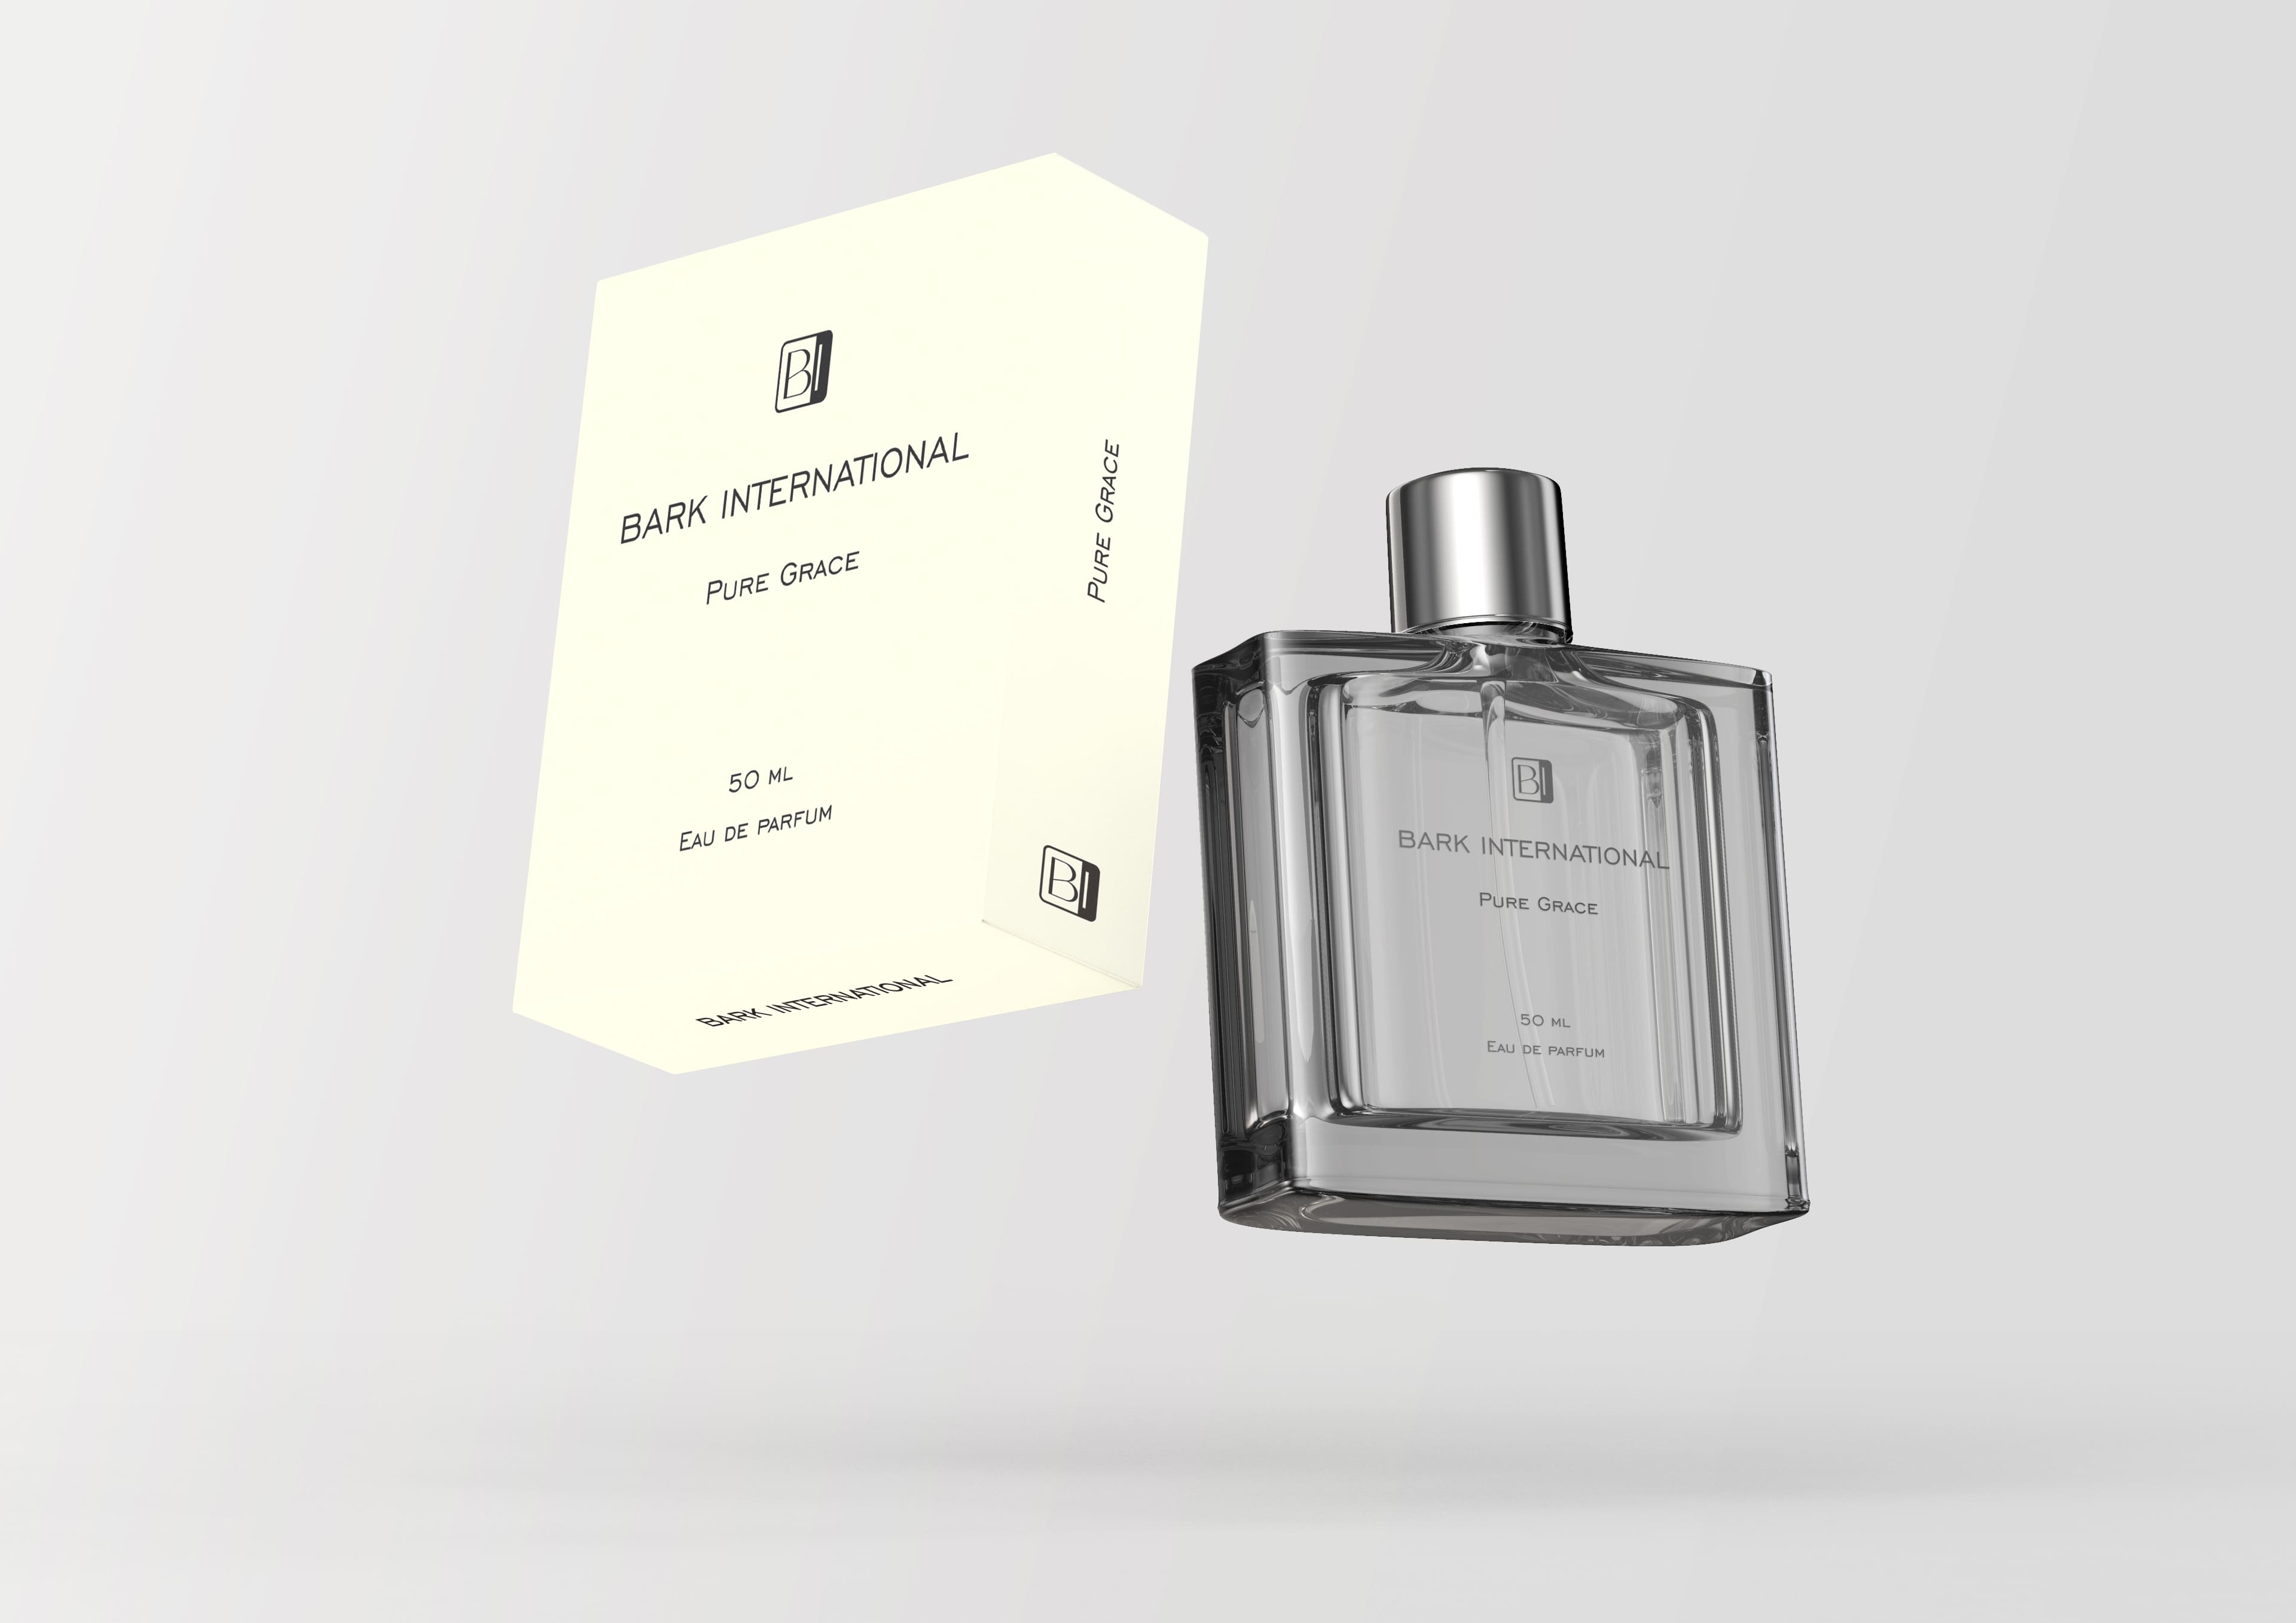 BI
BARK INTERNATIONAL
PURE GRACE
50 ML
EAU DE PARFUM
PURE GRACE
BI
BARK INTERNATIONAL
BI
BARK INTERNATIONAL
PURE GRACE
50 ML
EAU DE PARFUM